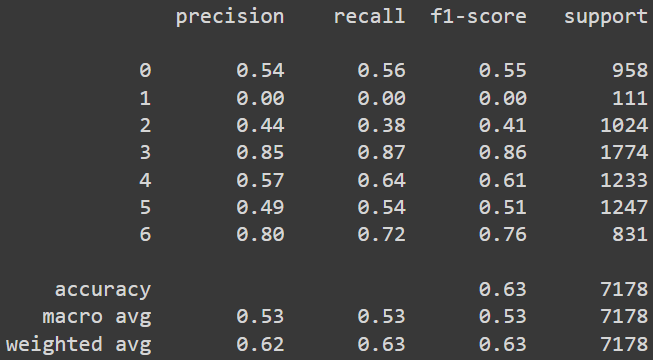 precision recall f1-score support
0 0.54 0.56 0.55 958
1 0.00 0.00 0.00 111
2 0.44 0.38 0.41 1024
3 0.85 0.87 0.86 1774
4 0.57 0.64 0.61 1233
5 0.49 0.54 0.51 1247
6 0.80 0.72 0.76 831
accuracy 0.63 7178
macro avg 0.53 0.53 0.53 7178
weighted avg 0.62 0.63 0.63 7178